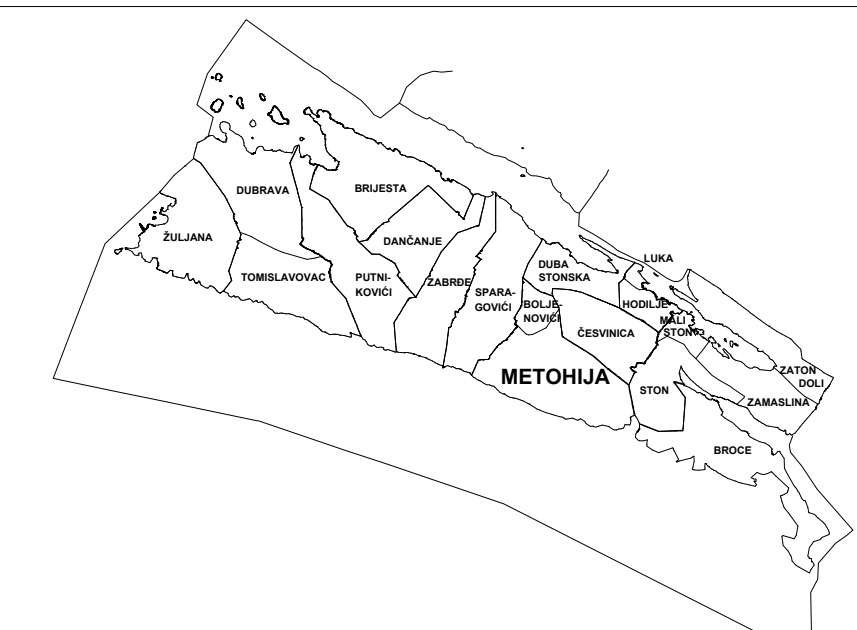 DUBRAVA
BRIJESTA
ŽULJANA
DANČANJE
TOMISLAVOVAC
PUTNI-
KOVIĆI
ZABRĐE
SPARA-
GOVIĆI
DUBA
STONSKA
LUKA
BOLJE-
NOVIĆI
HODILJE
MALI
STON
ČESVINICA
METOHIJA
STON
ZATON
DOLI
ZAMASLINA
BROCE